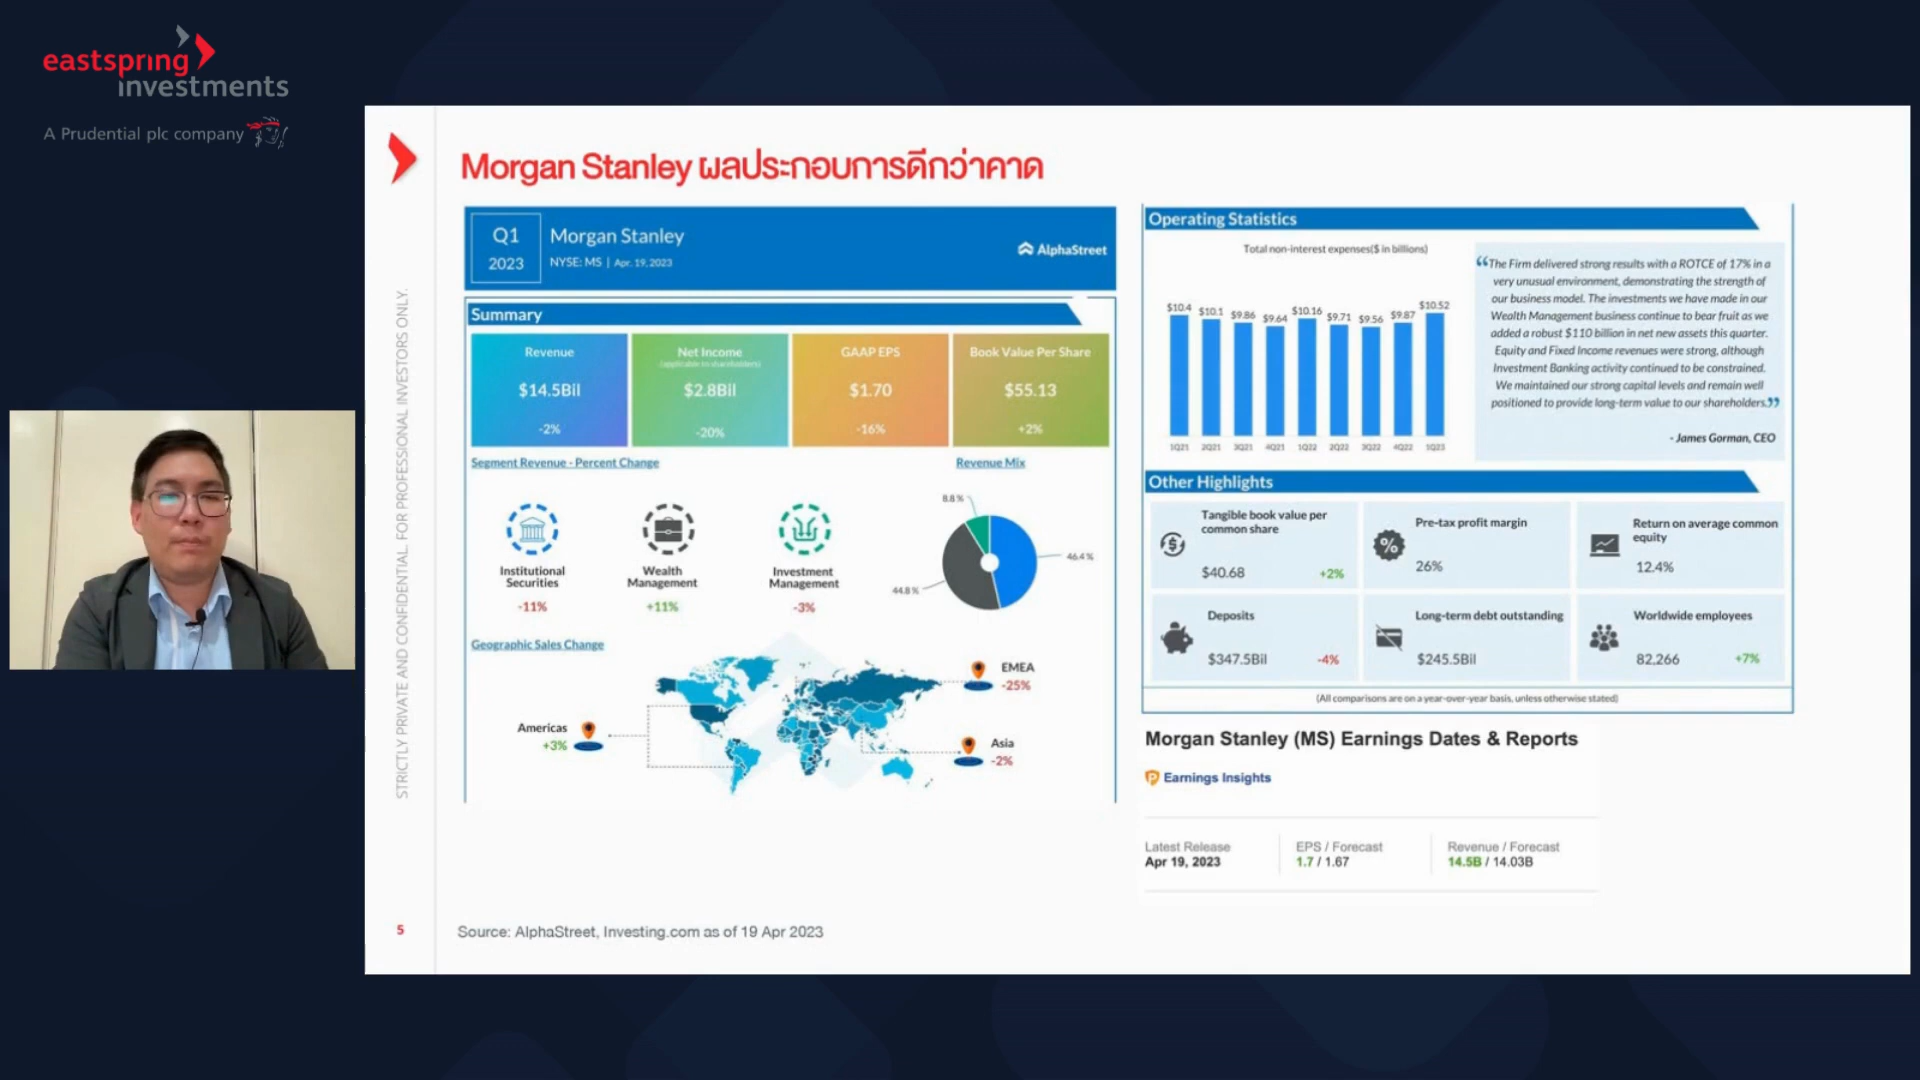 eastspring
investments
A Prudential plc company
STRICTLY PRIVATE AND CONFIDENTIAL. FOR PROFESSIONAL INVESTORS ONLY.
Morgan Stanley ผลประกอบการดีกว่าคาด
Q1
2023
Morgan Stanley
NYSE: MS | Apr. 19, 2023
AlphaStreet
Summary
Revenue
$14.5Bil
-2%
Net Income
(applicable to shareholders)
$2.8Bil
-20%
GAAP EPS
$1.70
-16%
Book Value Per Share
$55.13
+2%
Segment Revenue - Percent Change
Institutional
Securities
-11%
Wealth
Management
+11%
Investment
Management
-3%
Revenue Mix
8.8%
46.4%
44.8%
Geographic Sales Change
Americas
+3%
EMEA
-25%
Asia
-2%
Operating Statistics
Total non-interest expenses($ in billions)
$10.4 $10.1 $9.86 $9.64 $10.16 $9.71 $9.56 $9.87 $10.52
1Q21 2Q21 3Q21 4Q21 1Q22 2Q22 3Q22 4Q22 1Q23
“The Firm delivered strong results with a ROTCE of 17% in a
very unusual environment, demonstrating the strength of
our business model. The investments we have made in our
Wealth Management business continue to bear fruit as we
added a robust $110 billion in net new assets this quarter.
Equity and Fixed Income revenues were strong, although
Investment Banking activity continued to be constrained.
We maintained our strong capital levels and remain well
positioned to provide long-term value to our shareholders.”
- James Gorman, CEO
Other Highlights
Tangible book value per
common share
$40.68 +2%
Pre-tax profit margin
26%
Return on average common
equity
12.4%
Deposits
$347.5Bil -4%
Long-term debt outstanding
$245.5Bil
Worldwide employees
82,266 +7%
(All comparisons are on a year-over-year basis, unless otherwise stated)
Morgan Stanley (MS) Earnings Dates & Reports
Earnings Insights
Latest Release
Apr 19, 2023
EPS / Forecast
1.7 / 1.67
Revenue / Forecast
14.5B / 14.03B
5
Source: AlphaStreet, Investing.com as of 19 Apr 2023